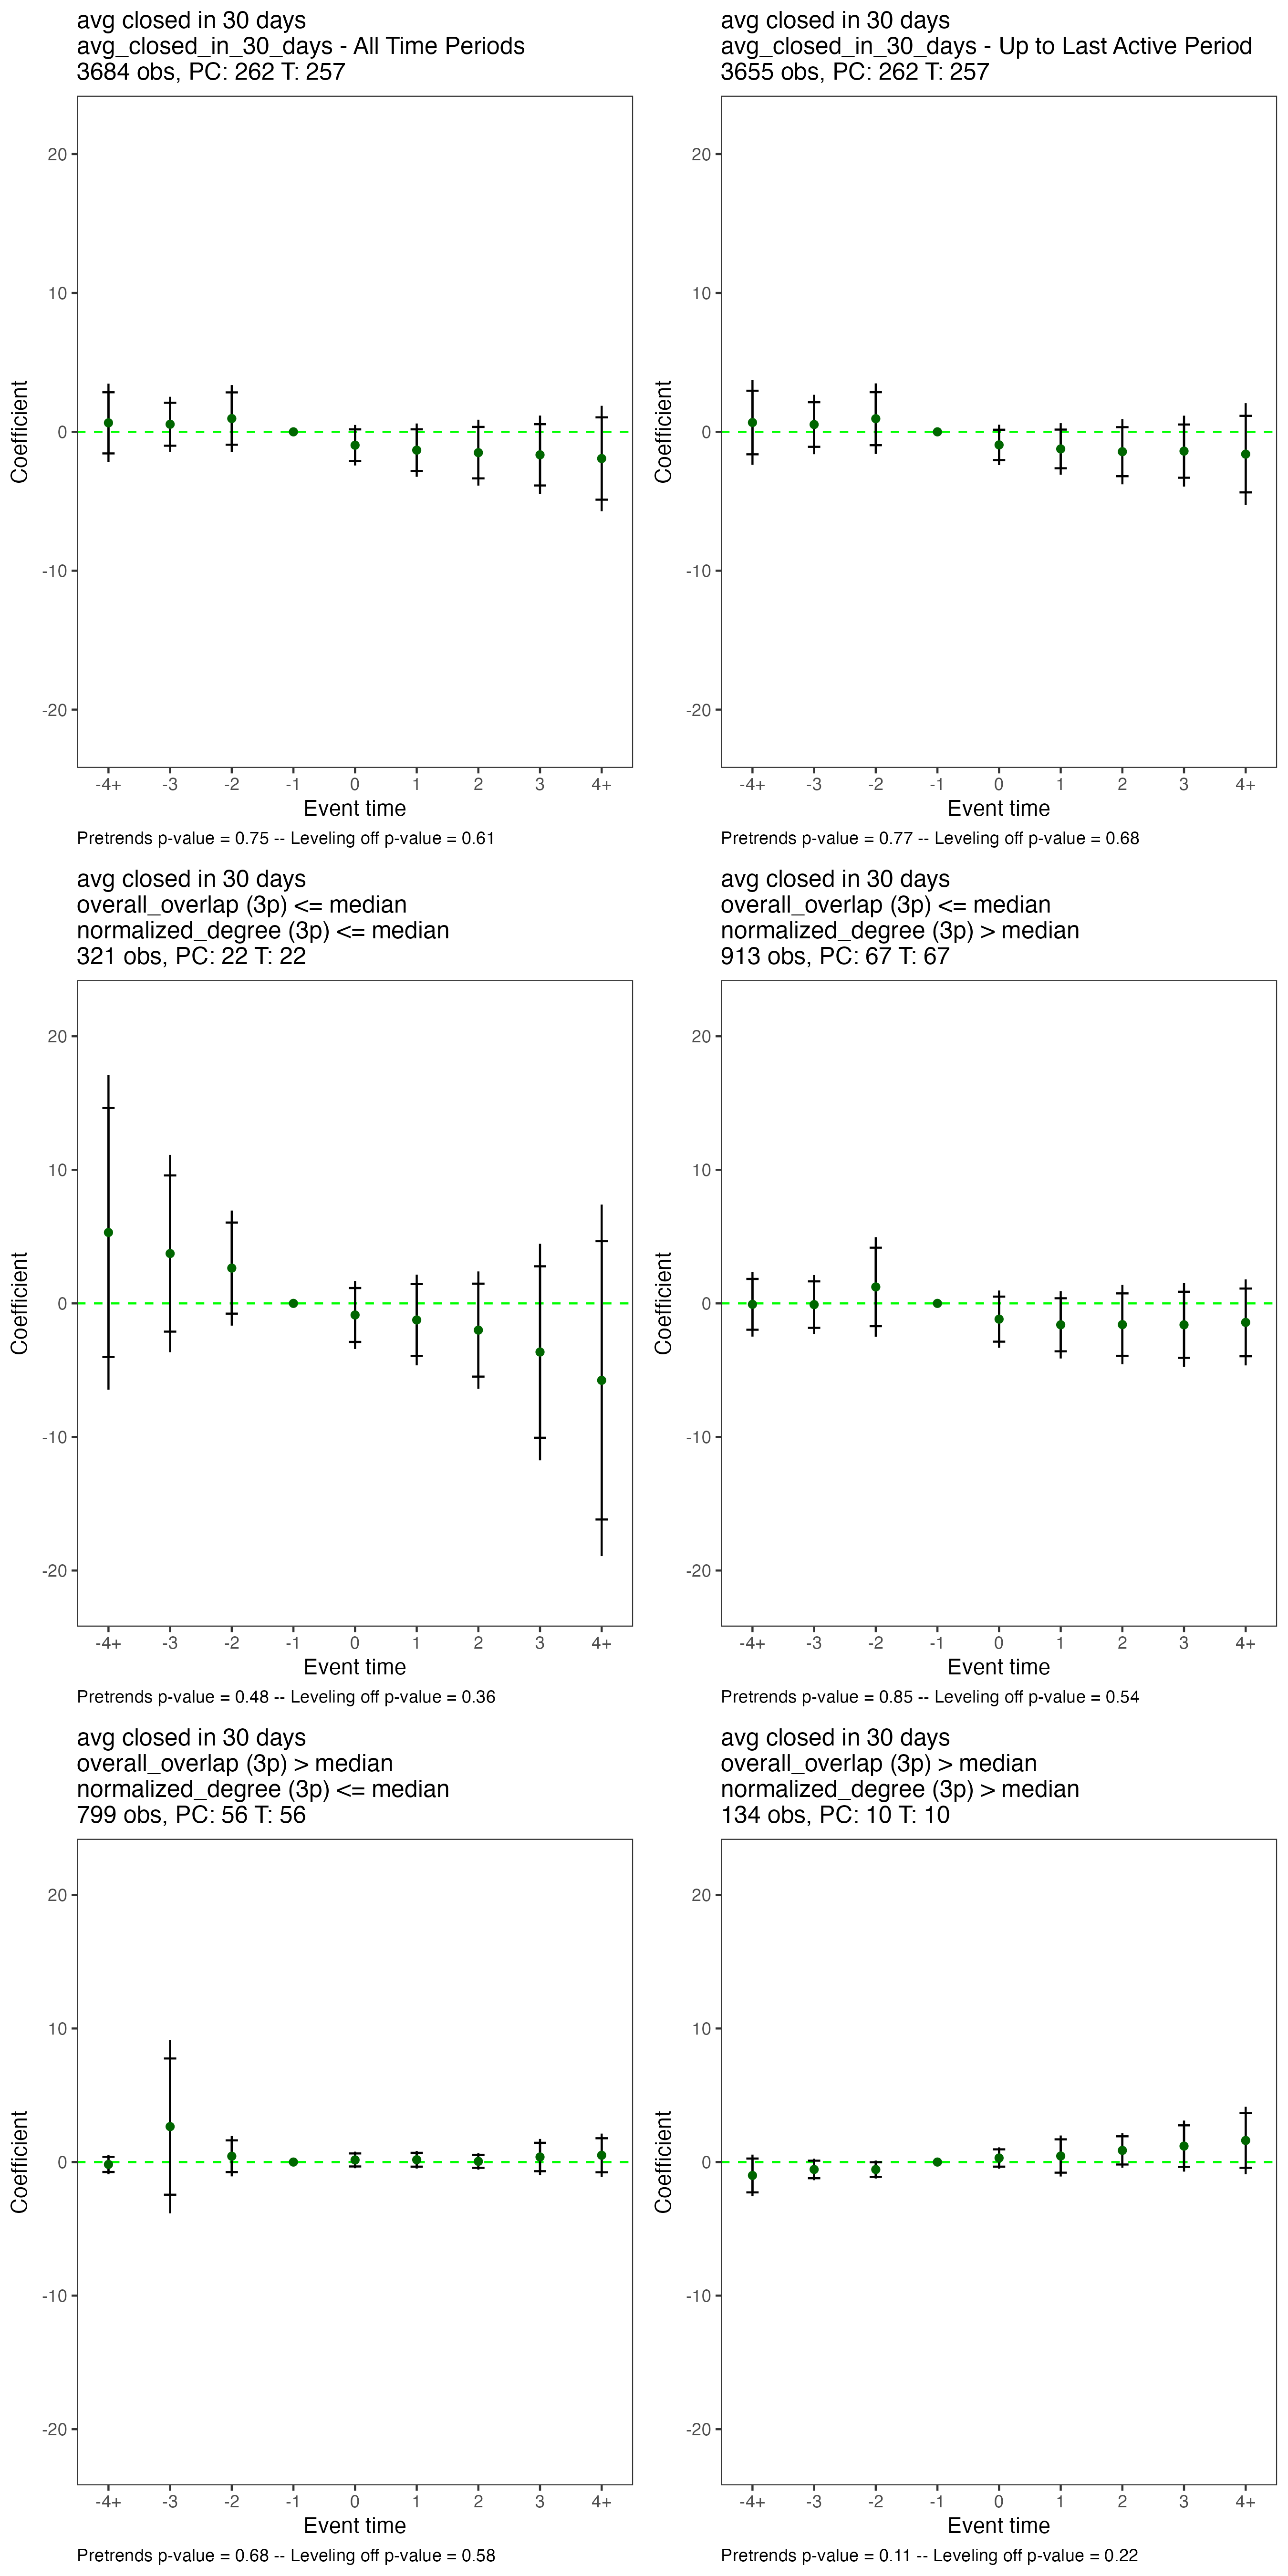 avg closed in 30 days
avg_closed_in_30_days - All Time Periods
3684 obs, PC: 262 T: 257
20
10
0
-10
-20
Coefficient
-4+ -3 -2 -1 0 1 2 3 4+
Event time
Pretrends p-value = 0.75 -- Leveling off p-value = 0.61
avg closed in 30 days
avg_closed_in_30_days - Up to Last Active Period
3655 obs, PC: 262 T: 257
20
10
0
-10
-20
Coefficient
-4+ -3 -2 -1 0 1 2 3 4+
Event time
Pretrends p-value = 0.77 -- Leveling off p-value = 0.68
avg closed in 30 days
overall_overlap (3p) <= median
normalized_degree (3p) <= median
321 obs, PC: 22 T: 22
20
10
0
-10
-20
Coefficient
-4+ -3 -2 -1 0 1 2 3 4+
Event time
Pretrends p-value = 0.48 -- Leveling off p-value = 0.36
avg closed in 30 days
overall_overlap (3p) <= median
normalized_degree (3p) > median
913 obs, PC: 67 T: 67
20
10
0
-10
-20
Coefficient
-4+ -3 -2 -1 0 1 2 3 4+
Event time
Pretrends p-value = 0.85 -- Leveling off p-value = 0.54
avg closed in 30 days
overall_overlap (3p) > median
normalized_degree (3p) <= median
799 obs, PC: 56 T: 56
20
10
0
-10
-20
Coefficient
-4+ -3 -2 -1 0 1 2 3 4+
Event time
Pretrends p-value = 0.68 -- Leveling off p-value = 0.58
avg closed in 30 days
overall_overlap (3p) > median
normalized_degree (3p) > median
134 obs, PC: 10 T: 10
20
10
0
-10
-20
Coefficient
-4+ -3 -2 -1 0 1 2 3 4+
Event time
Pretrends p-value = 0.11 -- Leveling off p-value = 0.22